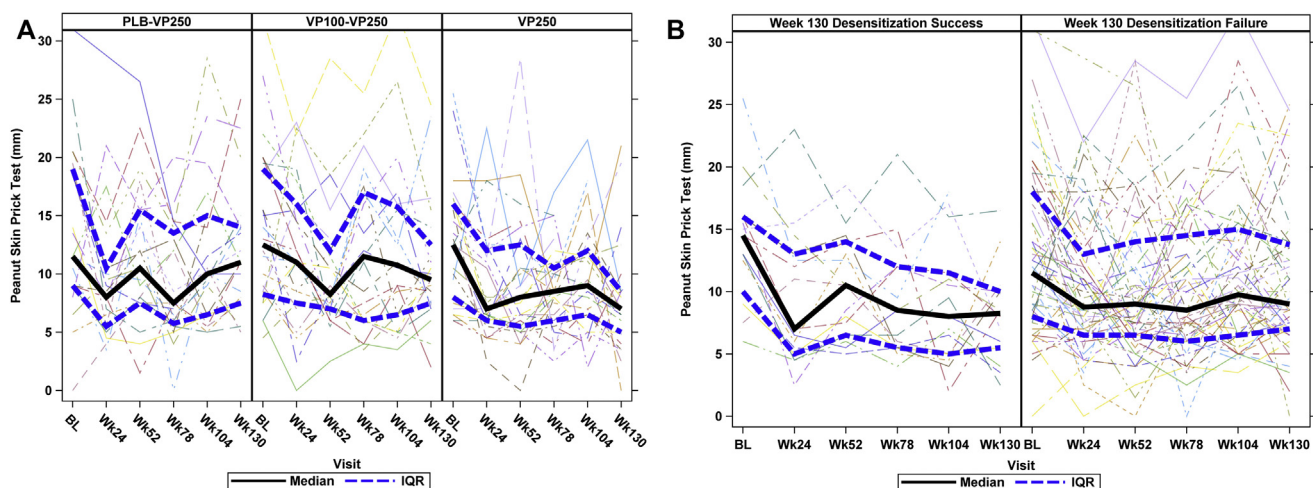 A
PLB-VP250 VP100-VP250 VP250
Peanut Skin Prick Test (mm)
30
25
20
15
10
5
0
BL Wk24 Wk52 Wk78 Wk104 Wk130 BL Wk24 Wk52 Wk78 Wk104 Wk130 BL Wk24 Wk52 Wk78 Wk104 Wk130
Visit
Median IQR
B
Week 130 Desensitization Success Week 130 Desensitization Failure
Peanut Skin Prick Test (mm)
30
25
20
15
10
5
0
BL Wk24 Wk52 Wk78 Wk104 Wk130 BL Wk24 Wk52 Wk78 Wk104 Wk130
Visit
Median IQR